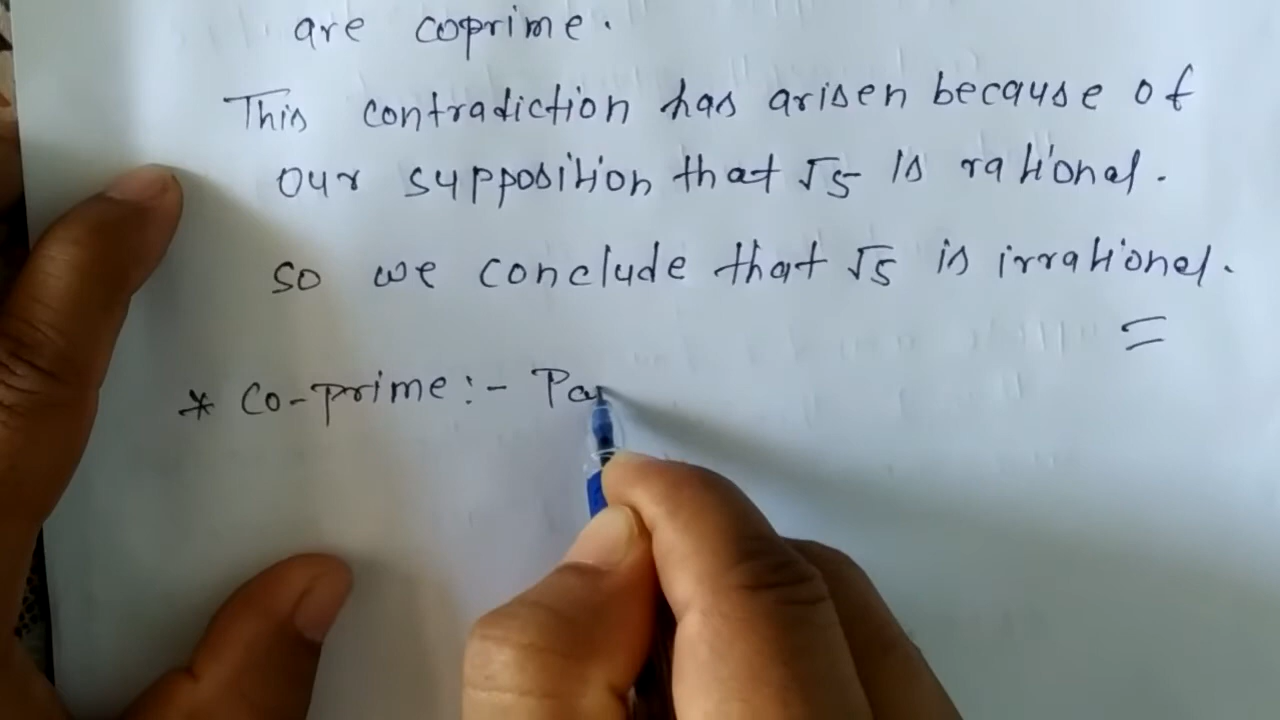 are coprime.
This contradiction has arisen because of
our supposition that √5 is rational.
so we conclude that √5 is irrational.
* Co-prime:- Pa